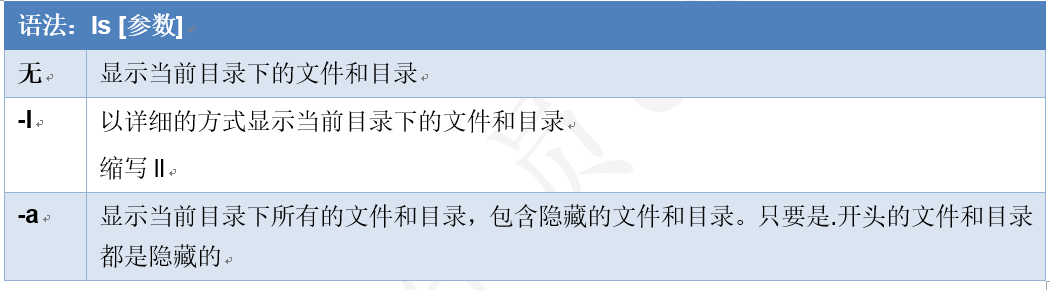 语法：ls [参数]
无
显示当前目录下的文件和目录
-l
以详细的方式显示当前目录下的文件和目录
缩写 ll
-a
显示当前目录下所有的文件和目录，包含隐藏的文件和目录。只要是.开头的文件和目录
都是隐藏的